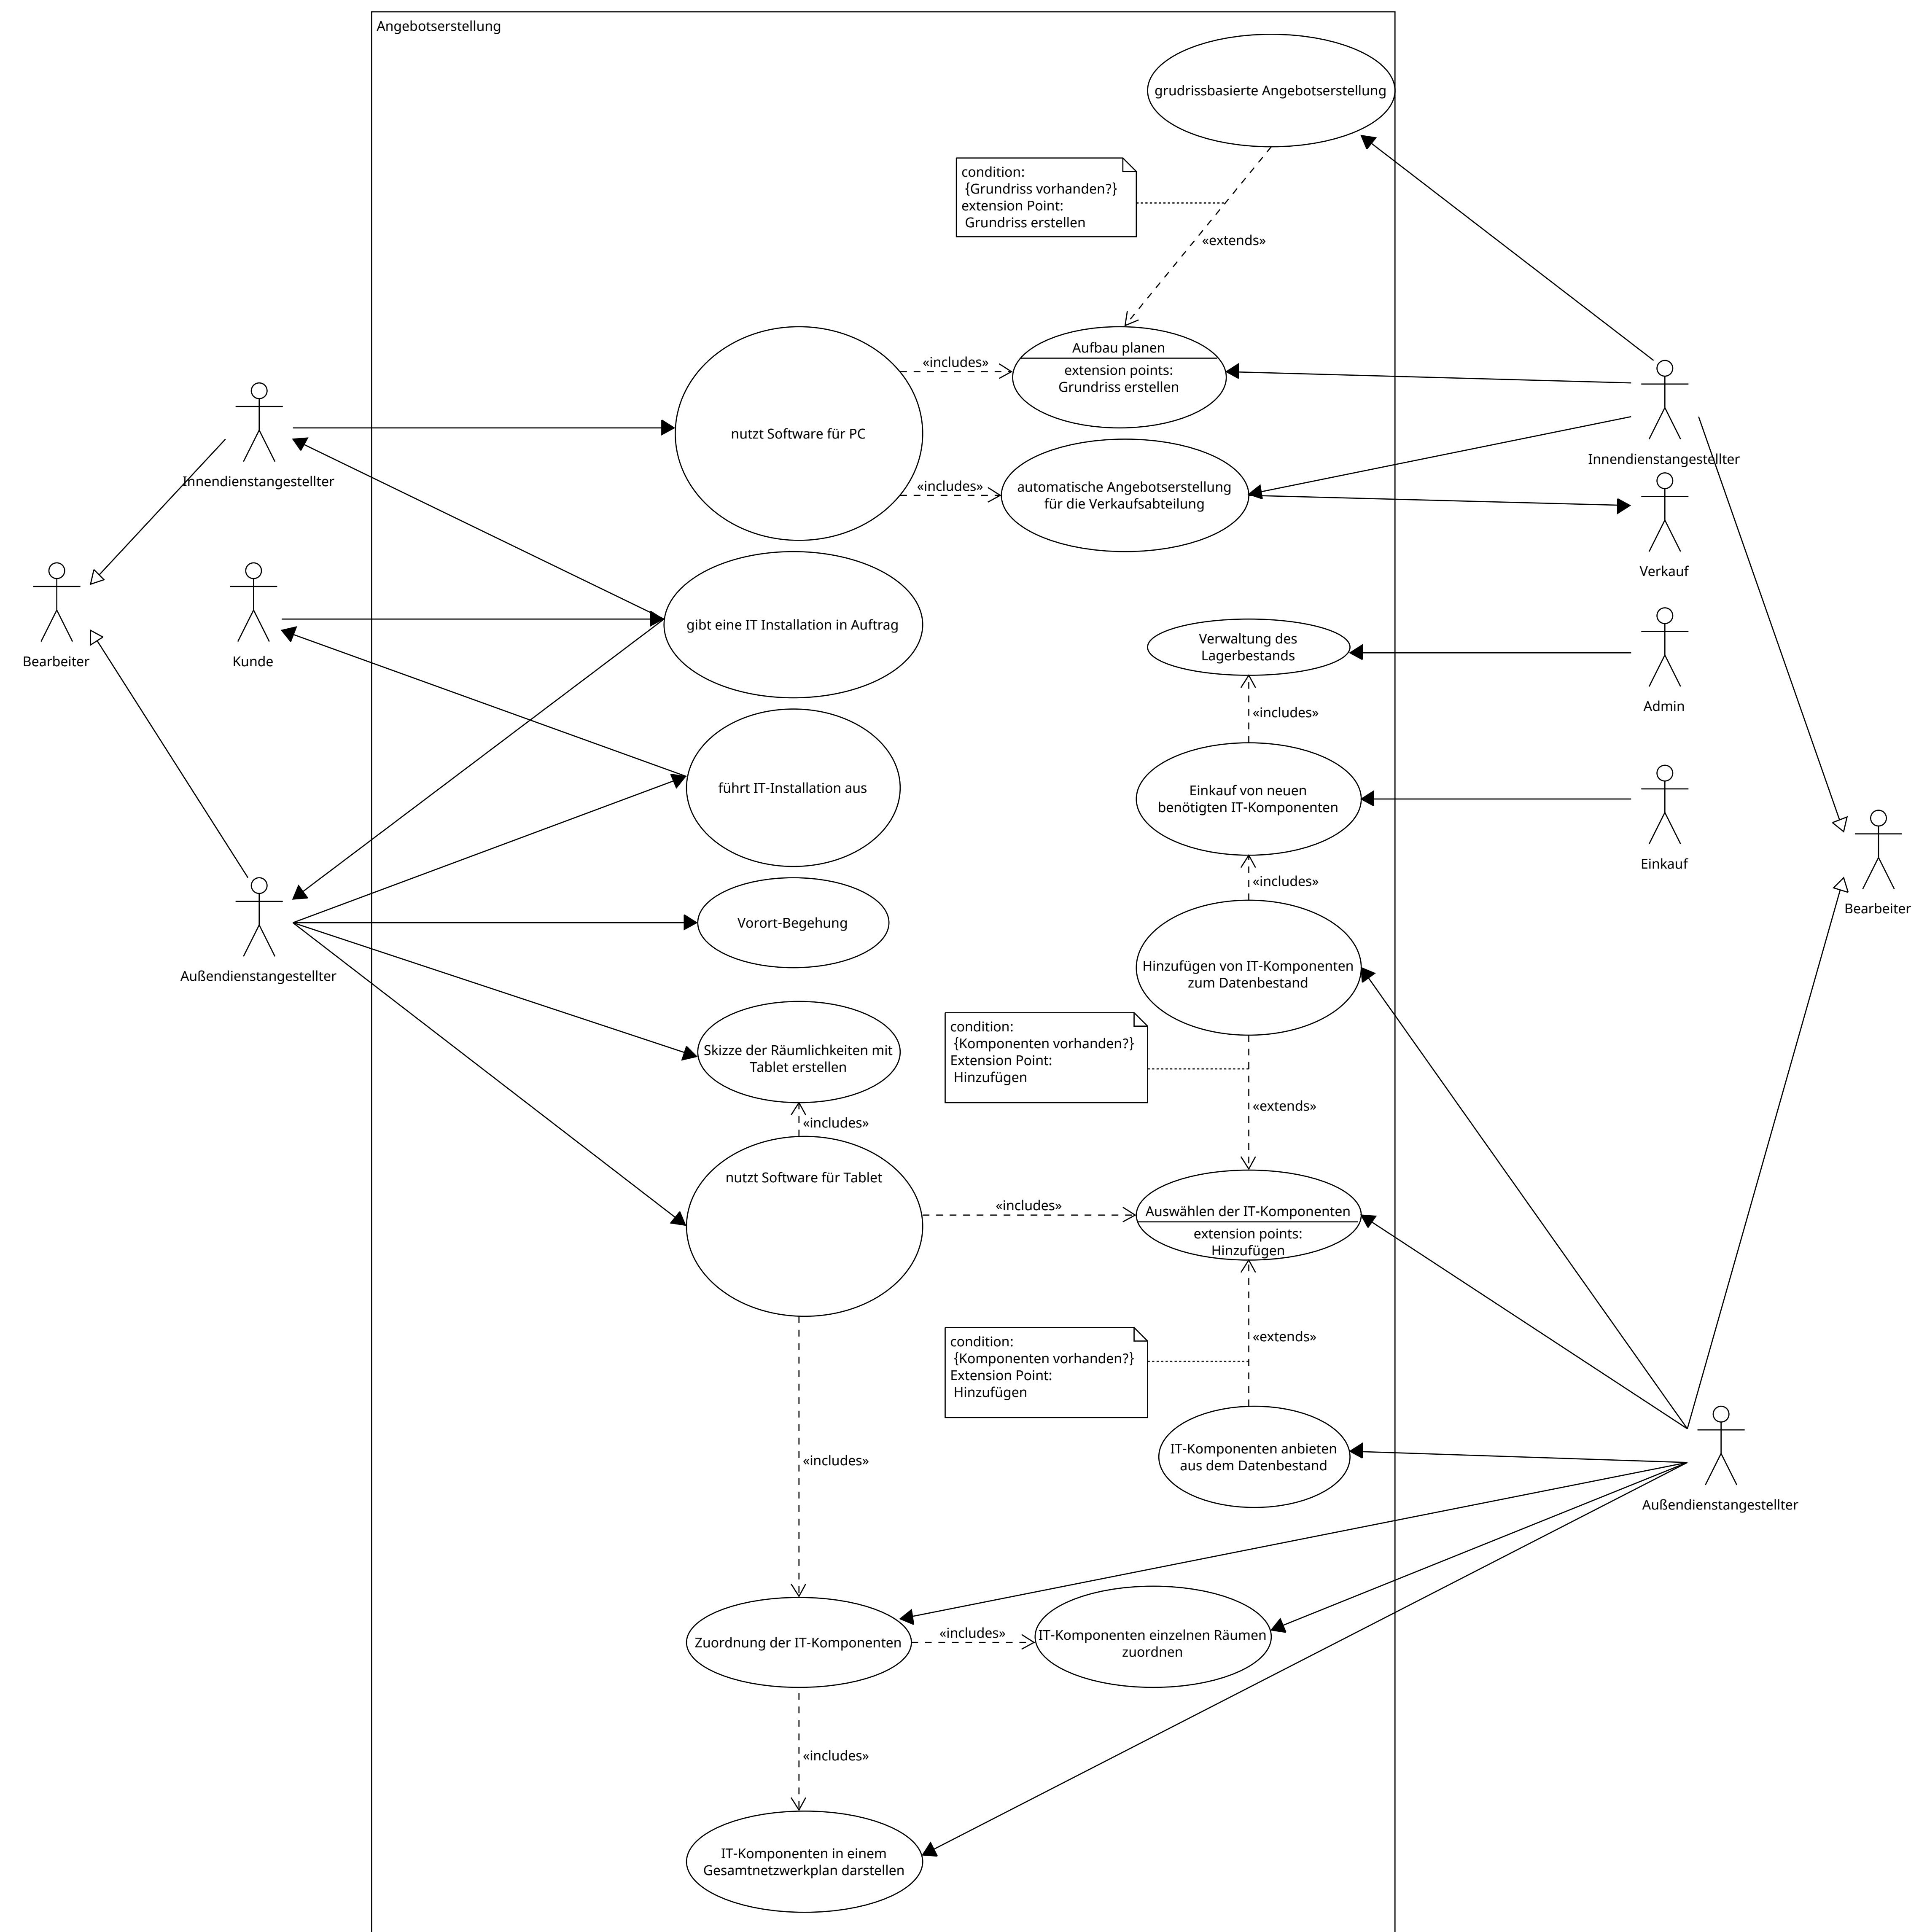 Angebotserstellung
grudrissbasierte Angebotserstellung
condition:
{Grundriss vorhanden?}
extension Point:
Grundriss erstellen
«extends»
Aufbau planen
extension points:
Grundriss erstellen
«includes»
nutzt Software für PC
«includes»
automatische Angebotserstellung
für die Verkaufsabteilung
Innendienstangestellter
Innendienstangestellter
Verkauf
Bearbeiter
Kunde
gibt eine IT Installation in Auftrag
Verwaltung des
Lagerbestands
Admin
«includes»
führt IT-Installation aus
Einkauf von neuen
benötigten IT-Komponenten
Einkauf
«includes»
Bearbeiter
Vorort-Begehung
Außendienstangestellter
Hinzufügen von IT-Komponenten
zum Datenbestand
condition:
{Komponenten vorhanden?}
Extension Point:
Hinzufügen
Skizze der Räumlichkeiten mit
Tablet erstellen
«extends»
«includes»
nutzt Software für Tablet
«includes»
Auswählen der IT-Komponenten
extension points:
Hinzufügen
condition:
{Komponenten vorhanden?}
Extension Point:
Hinzufügen
«extends»
IT-Komponenten anbieten
aus dem Datenbestand
«includes»
Außendienstangestellter
Zuordnung der IT-Komponenten
«includes»
IT-Komponenten einzelnen Räumen
zuordnen
«includes»
IT-Komponenten in einem
Gesamtnetzwerkplan darstellen